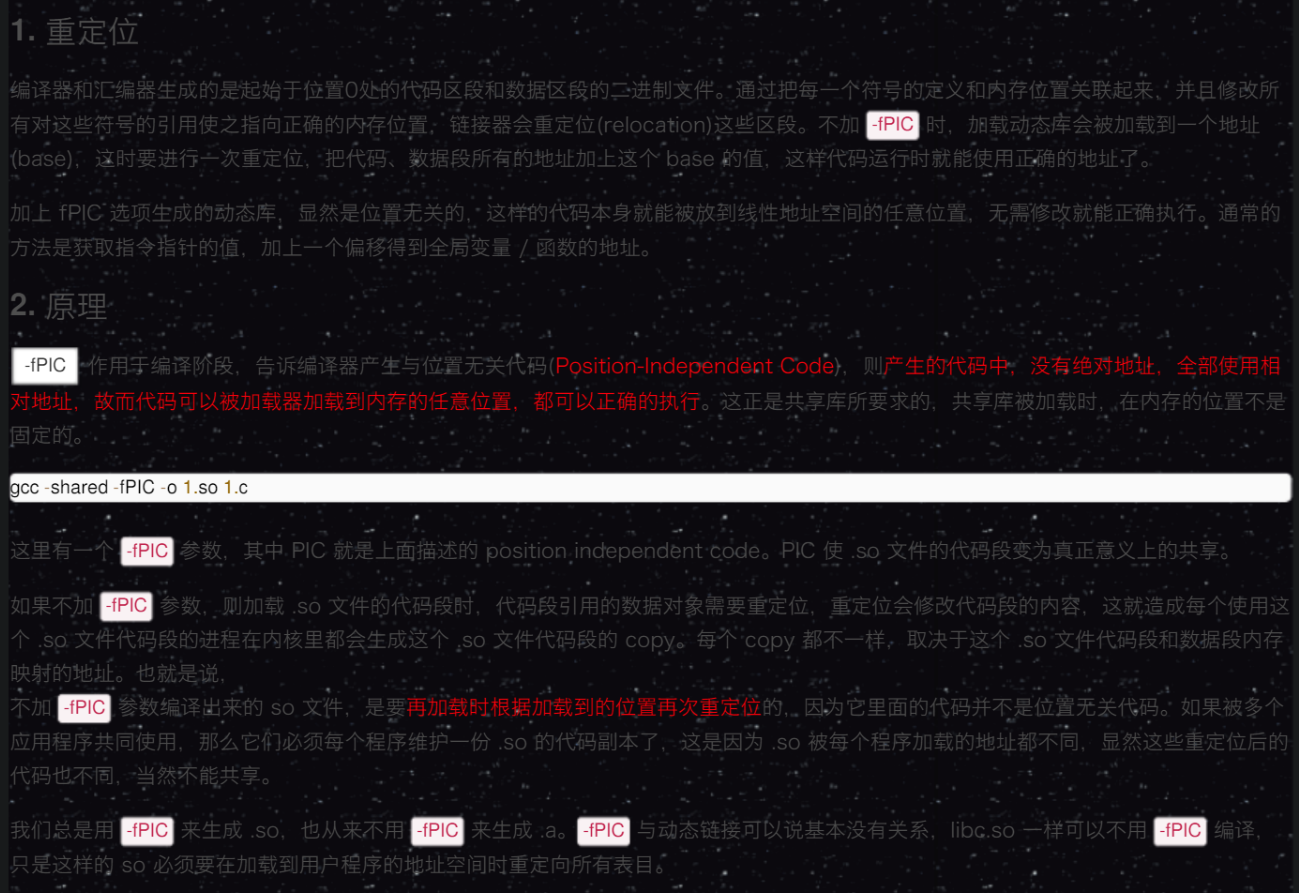 1. 重定位
编译器和汇编器生成的是起始于位置0处的代码区段和数据区段的二进制文件。通过把每一个符号的定义和内存位置关联起来，并且修改所
有对这些符号的引用使之指向正确的内存位置，链接器会重定位(relocation)这些区段。不加 -fPIC 时，加载动态库会被加载到一个地址
(base)，这时要进行一次重定位，把代码、数据段所有的地址加上这个 base 的值，这样代码运行时就能使用正确的地址了。
加上 fPIC 选项生成的动态库，显然是位置无关的，这样的代码本身就能被放到线性地址空间的任意位置，无需修改就能正确执行。通常的
方法是获取指令指针的值，加上一个偏移得到全局变量 / 函数的地址。
2. 原理
-fPIC 作用于编译阶段，告诉编译器产生与位置无关代码(Position-Independent Code)，则产生的代码中，没有绝对地址，全部使用相
对地址，故而代码可以被加载器加载到内存的任意位置，都可以正确的执行。这正是共享库所要求的，共享库被加载时，在内存的位置不是
固定的。
gcc -shared -fPIC -o 1.so 1.c
这里有一个 -fPIC 参数，其中 PIC 就是上面描述的 position independent code。PIC 使 .so 文件的代码段变为真正意义上的共享。
如果不加 -fPIC 参数，则加载 .so 文件的代码段时，代码段引用的数据对象需要重定位，重定位会修改代码段的内容，这就造成每个使用这
个 .so 文件代码段的进程在内核里都会生成这个 .so 文件代码段的 copy。每个 copy 都不一样，取决于这个 .so 文件代码段和数据段内存
映射的地址。也就是说，
不加 -fPIC 参数编译出来的 so 文件，是要再加载时根据加载到的位置再次重定位的，因为它里面的代码并不是位置无关代码。如果被多个
应用程序共同使用，那么它们必须每个程序维护一份 .so 的代码副本了，这是因为 .so 被每个程序加载的地址都不同，显然这些重定位后的
代码也不同，当然不能共享。
我们总是用 -fPIC 来生成 .so，也从来不用 -fPIC 来生成 .a。-fPIC 与动态链接可以说基本没有关系，libc.so 一样可以不用 -fPIC 编译，
只是这样的 so 必须要在加载到用户程序的地址空间时重定向所有表目。